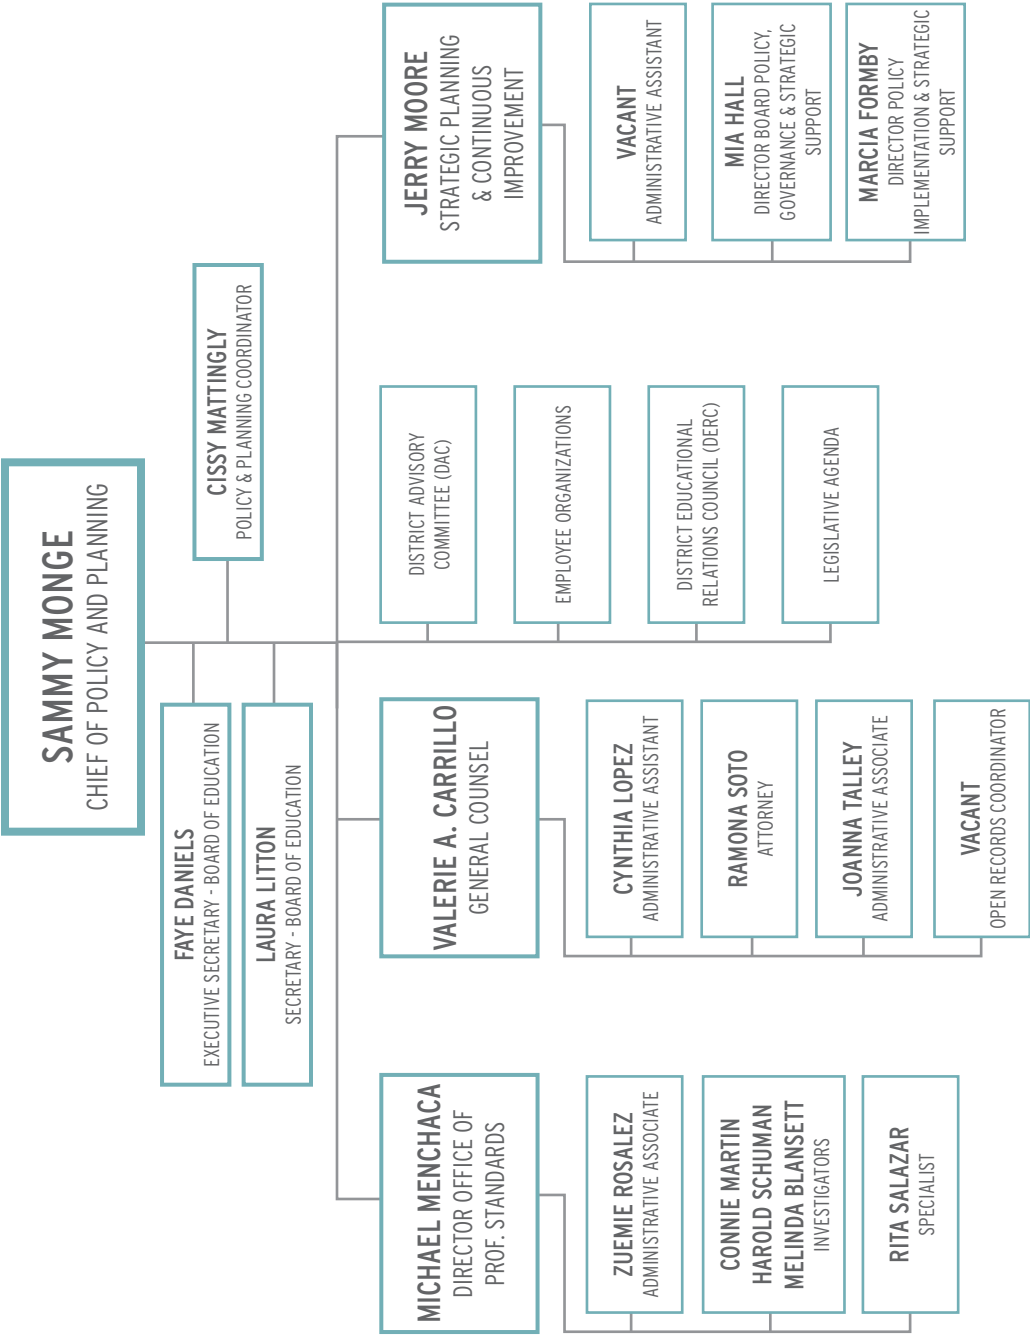 SAMMY MONGE
CHIEF OF POLICY AND PLANNING
FAYE DANIELS
EXECUTIVE SECRETARY - BOARD OF EDUCATION
LAURA LITTON
SECRETARY - BOARD OF EDUCATION
CISSY MATTINGLY
POLICY & PLANNING COORDINATOR
MICHAEL MENCHACA
DIRECTOR OFFICE OF
PROF. STANDARDS
ZUEMIE ROSALEZ
ADMINISTRATIVE ASSOCIATE
CONNIE MARTIN
HAROLD SCHUMAN
MELINDA BLANSETT
INVESTIGATORS
RITA SALAZAR
SPECIALIST
VALERIE A. CARRILLO
GENERAL COUNSEL
CYNTHIA LOPEZ
ADMINISTRATIVE ASSISTANT
RAMONA SOTO
ATTORNEY
JOANNA TALLEY
ADMINISTRATIVE ASSOCIATE
VACANT
OPEN RECORDS COORDINATOR
DISTRICT ADVISORY
COMMITTEE (DAC)
EMPLOYEE ORGANIZATIONS
DISTRICT EDUCATIONAL
RELATIONS COUNCIL (DERC)
LEGISLATIVE AGENDA
JERRY MOORE
STRATEGIC PLANNING
& CONTINUOUS
IMPROVEMENT
VACANT
ADMINISTRATIVE ASSISTANT
MIA HALL
DIRECTOR BOARD POLICY,
GOVERNANCE & STRATEGIC
SUPPORT
MARCIA FORMBY
DIRECTOR POLICY
IMPLEMENTATION & STRATEGIC
SUPPORT